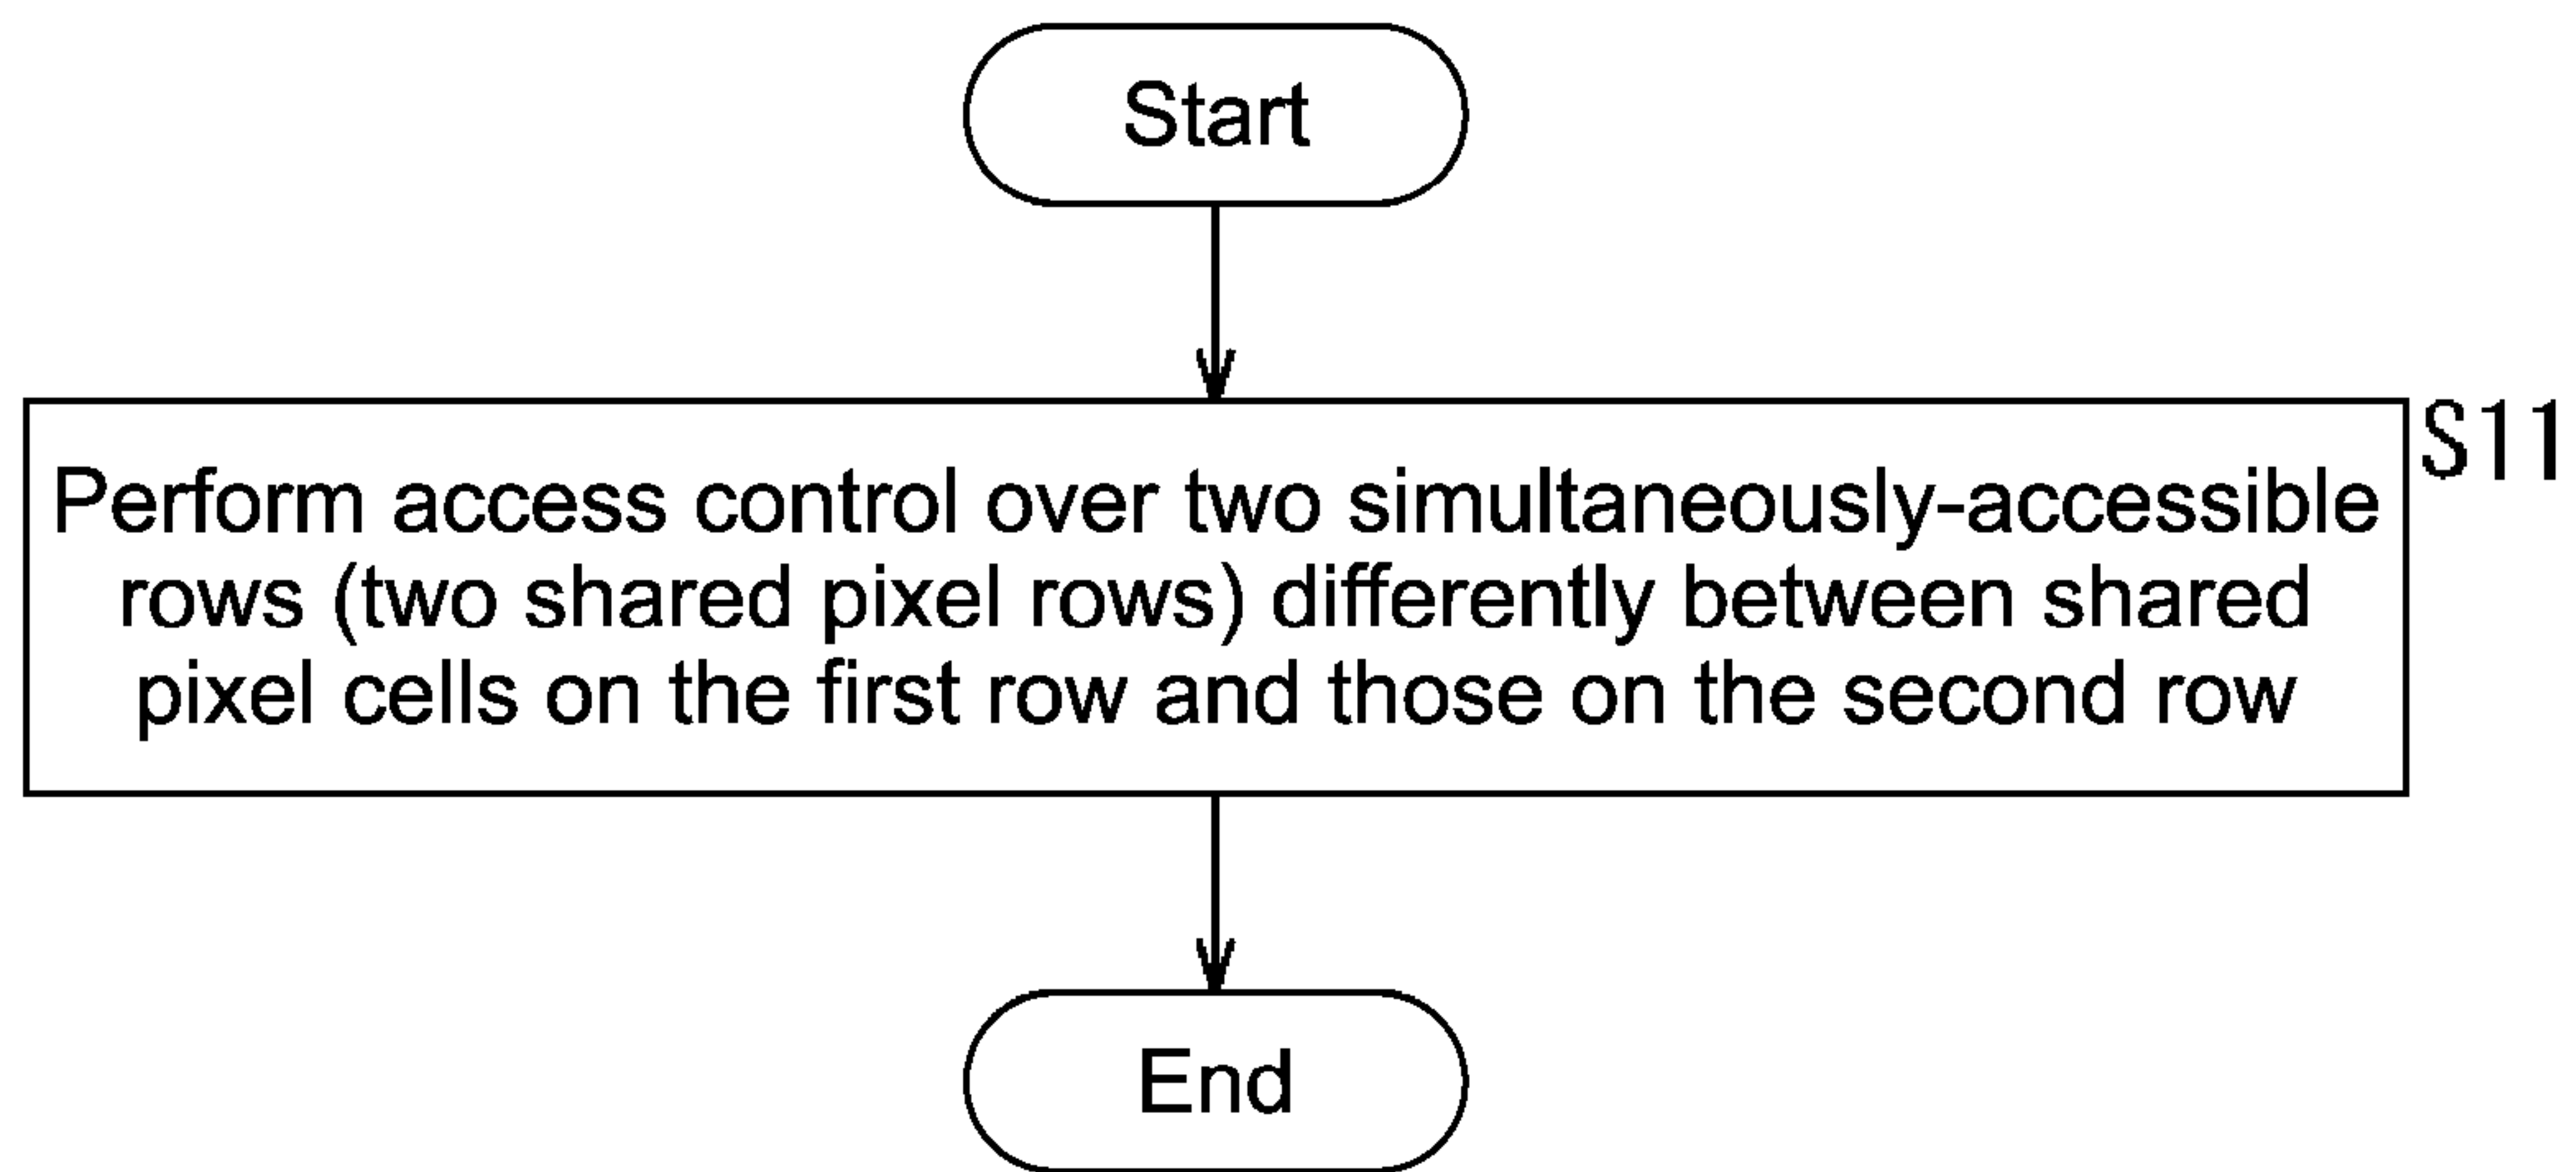 Start
S11
Perform access control over two simultaneously-accessible
rows (two shared pixel rows) differently between shared
pixel cells on the first row and those on the second row
End